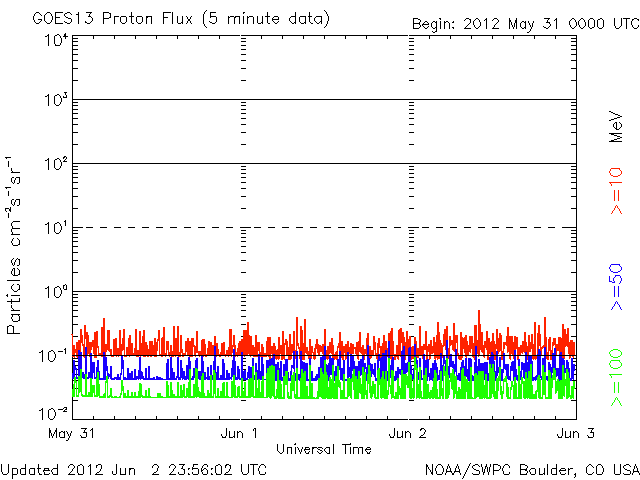 GOES13 Proton Flux (5 minute data)
Begin: 2012 May 31 0000 UTC
Particles cm⁻²s⁻¹sr⁻¹
10⁴
10³
10²
10¹
10⁰
10⁻¹
10⁻²
May 31
Jun 1
Jun 2
Jun 3
Universal Time
MeV
>=10
>=50
>=100
Updated 2012 Jun 2 23:56:02 UTC
NOAA/SWPC Boulder, CO USA